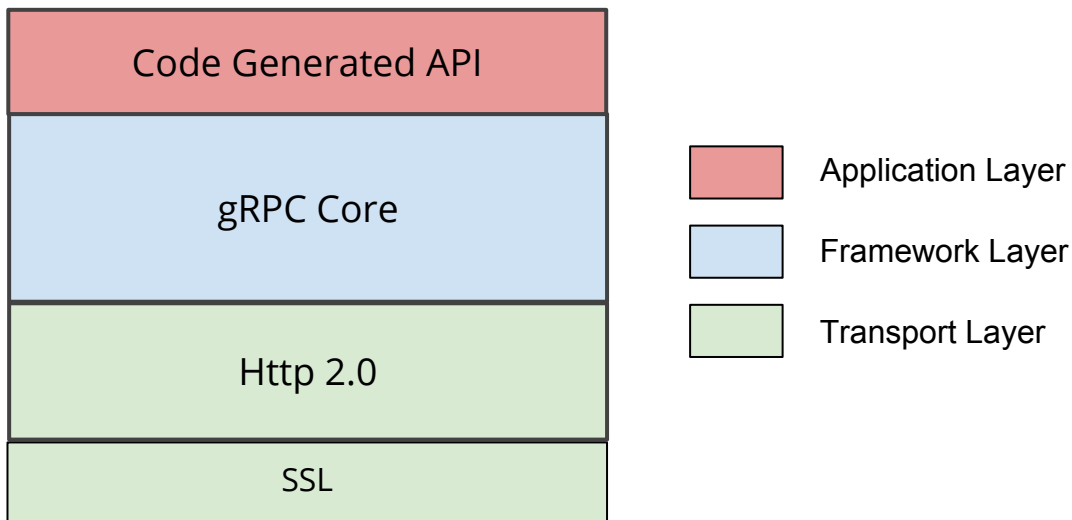 Code Generated API
gRPC Core
Http 2.0
SSL
Application Layer
Framework Layer
Transport Layer